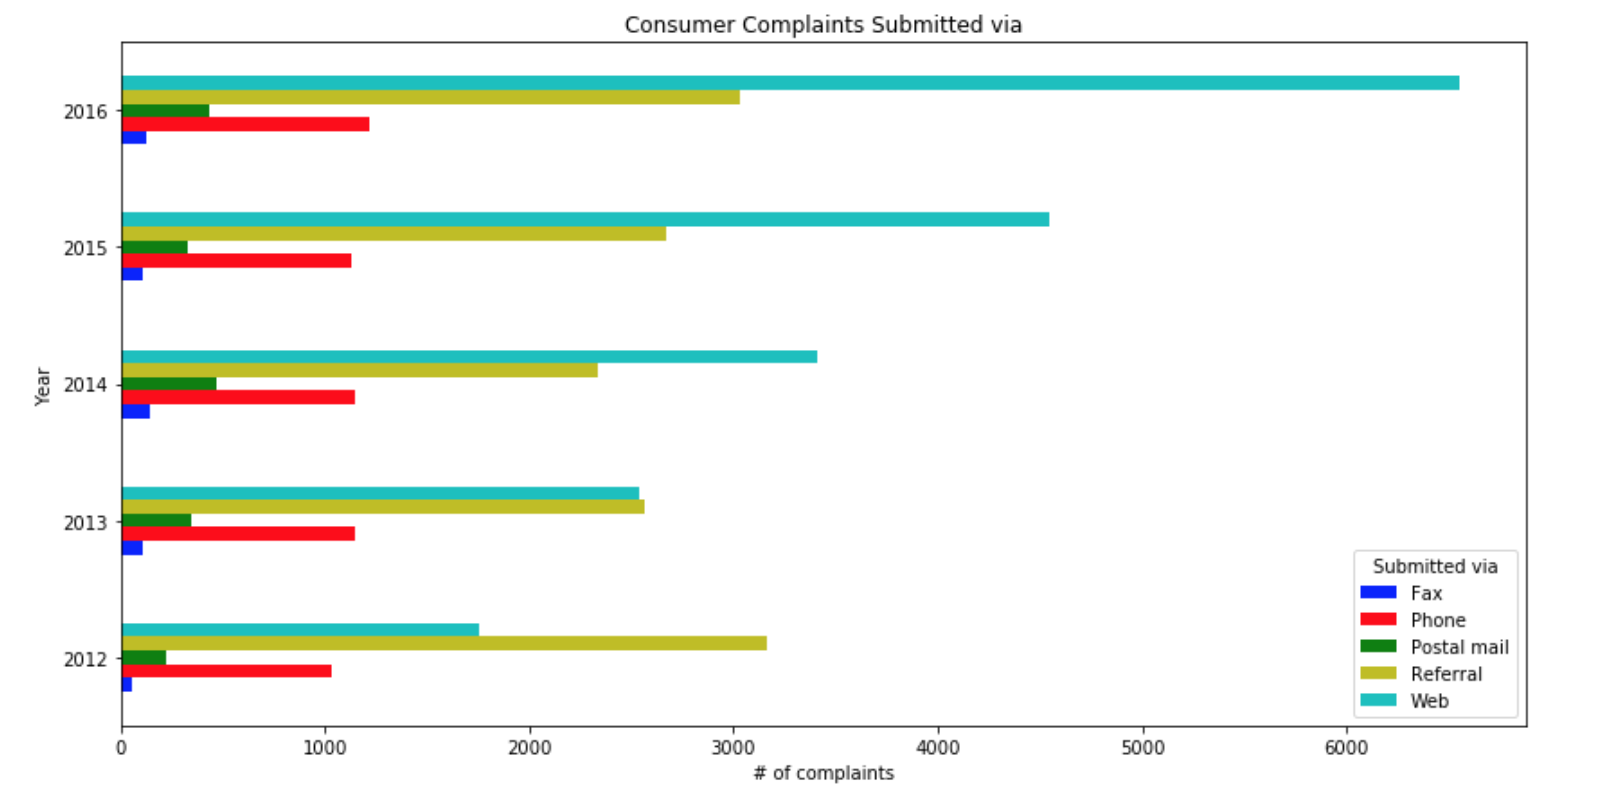 Consumer Complaints Submitted via
2016
2015
2014
2013
2012
Year
Submitted via
Fax
Phone
Postal mail
Referral
Web
0 1000 2000 3000 4000 5000 6000
# of complaints